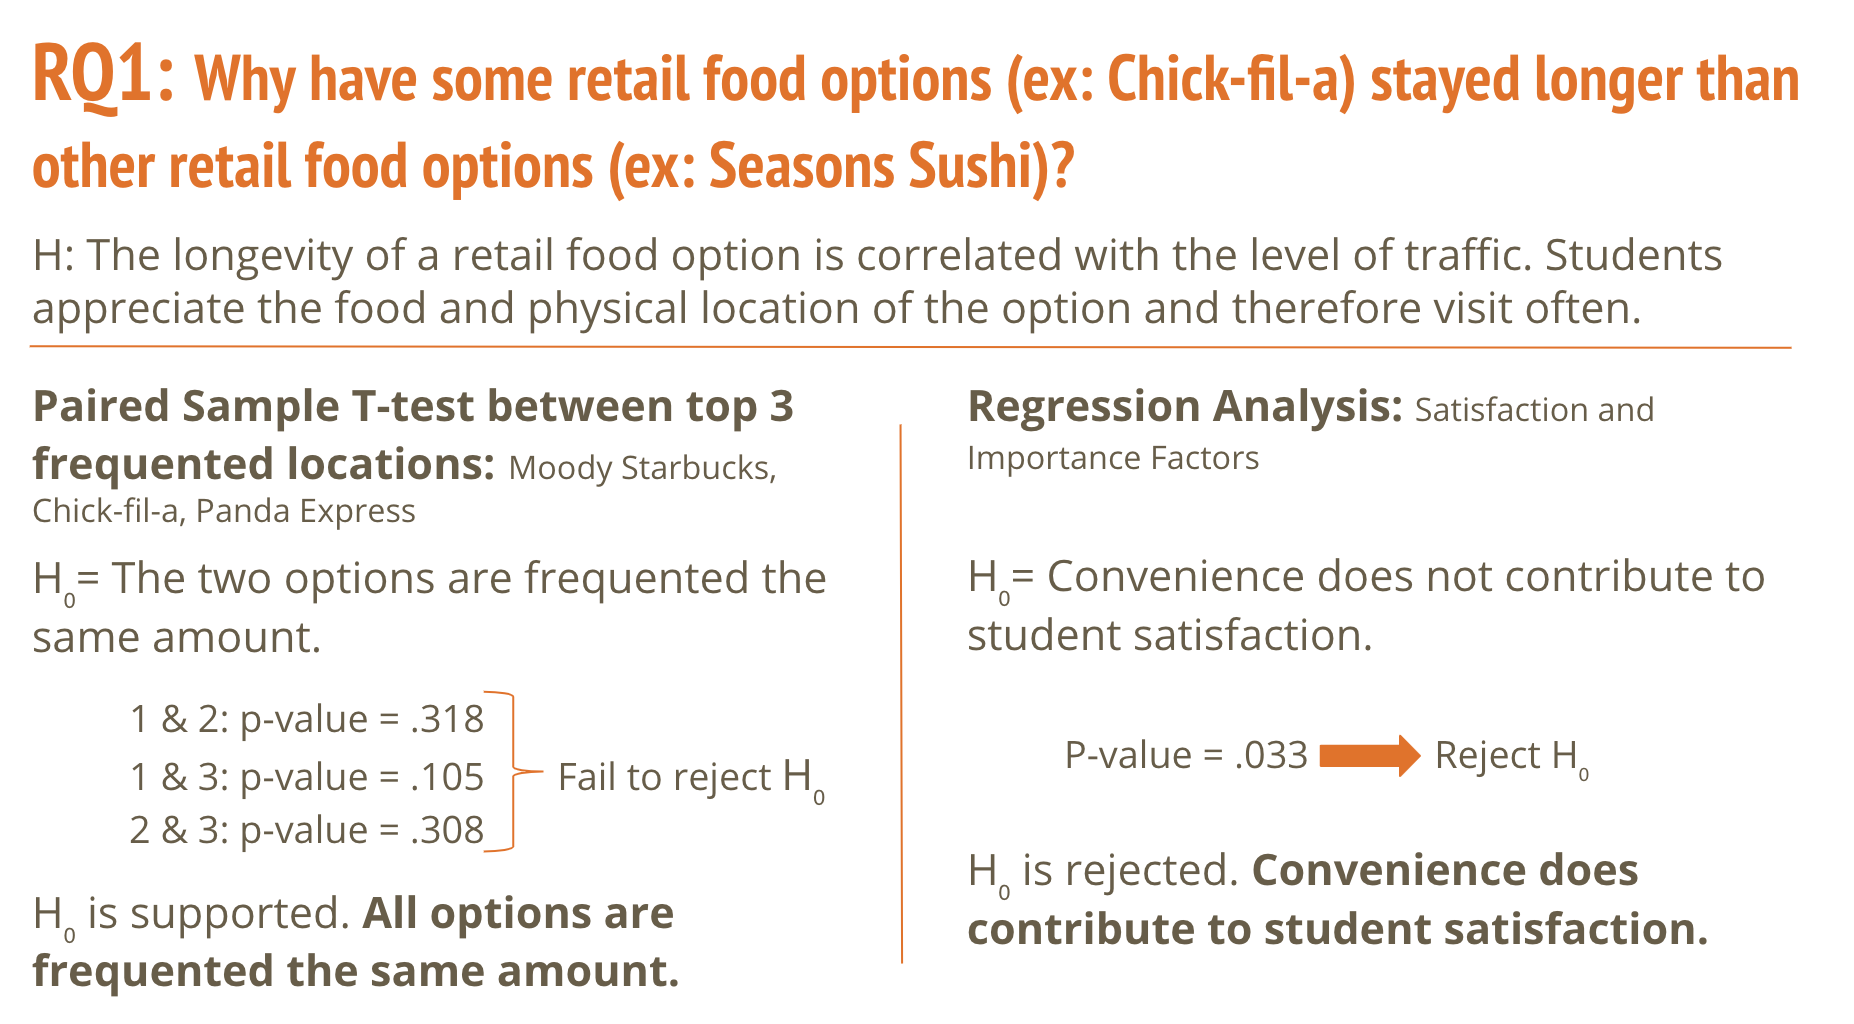 RQ1: Why have some retail food options (ex: Chick-fil-a) stayed longer than
other retail food options (ex: Seasons Sushi)?
H: The longevity of a retail food option is correlated with the level of traffic. Students
appreciate the food and physical location of the option and therefore visit often.
Paired Sample T-test between top 3
frequented locations: Moody Starbucks,
Chick-fil-a, Panda Express
H0= The two options are frequented the
same amount.
1 & 2: p-value = .318
1 & 3: p-value = .105
2 & 3: p-value = .308
Fail to reject H0
H0 is supported. All options are
frequented the same amount.
Regression Analysis: Satisfaction and
Importance Factors
H0= Convenience does not contribute to
student satisfaction.
P-value = .033
Reject H0
H0 is rejected. Convenience does
contribute to student satisfaction.